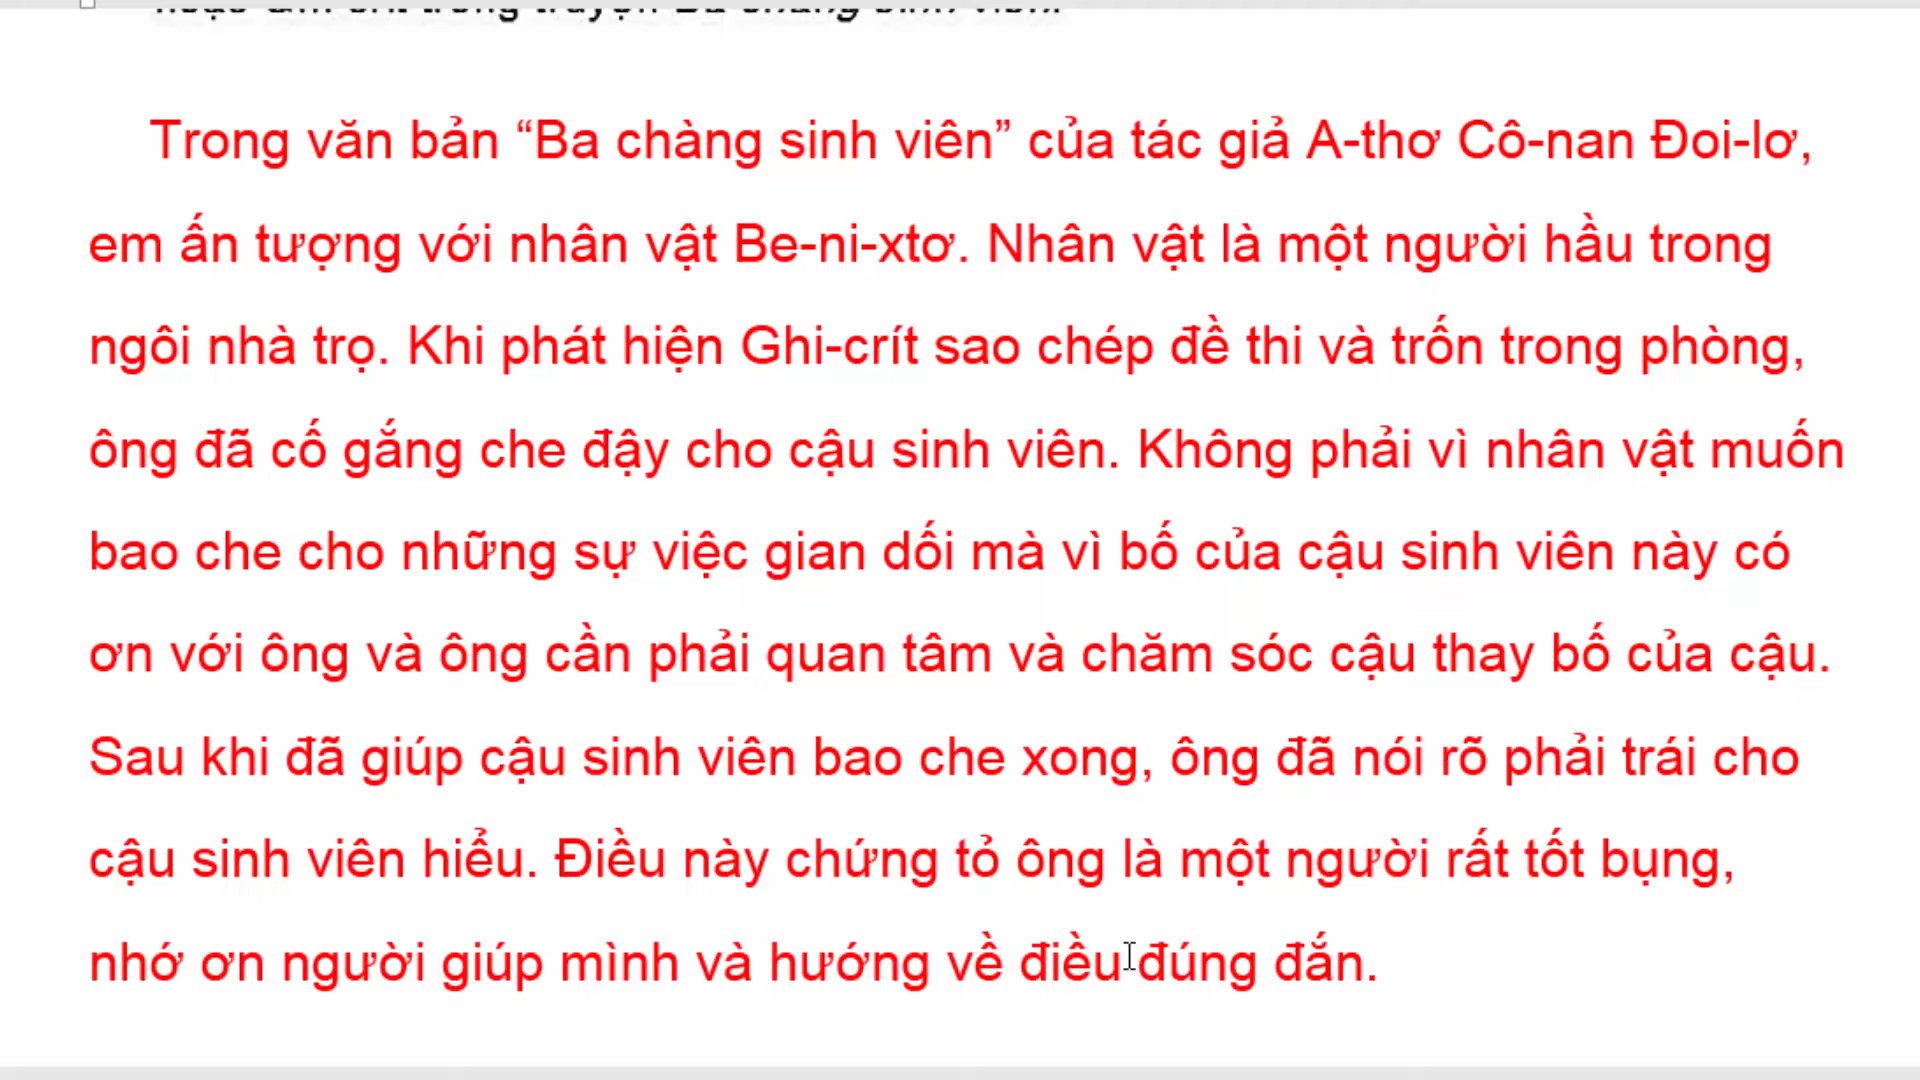 Trong văn bản “Ba chàng sinh viên” của tác giả A-thơ Cô-nan Đoi-lơ,
em ấn tượng với nhân vật Be-ni-xtơ. Nhân vật là một người hầu trong
ngôi nhà trọ. Khi phát hiện Ghi-crít sao chép đề thi và trốn trong phòng,
ông đã cố gắng che đậy cho cậu sinh viên. Không phải vì nhân vật muốn
bao che cho những sự việc gian dối mà vì bố của cậu sinh viên này có
ơn với ông và ông cần phải quan tâm và chăm sóc cậu thay bố của cậu.
Sau khi đã giúp cậu sinh viên bao che xong, ông đã nói rõ phải trái cho
cậu sinh viên hiểu. Điều này chứng tỏ ông là một người rất tốt bụng,
nhớ ơn người giúp mình và hướng về điều đúng đắn.